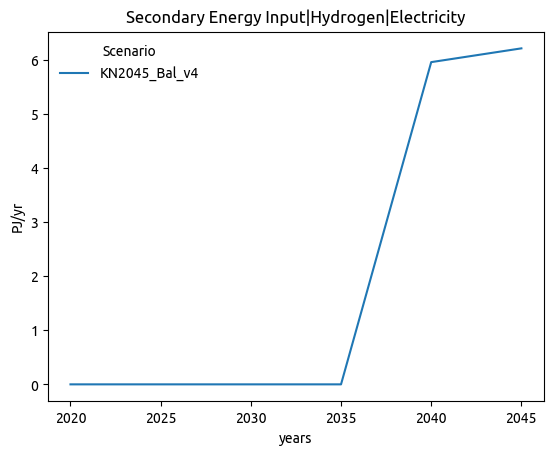 Secondary Energy Input|Hydrogen|Electricity
Scenario
KN2045_Bal_v4
6
5
4
3
2
1
0
PJ/yr
2020 2025 2030 2035 2040 2045
years